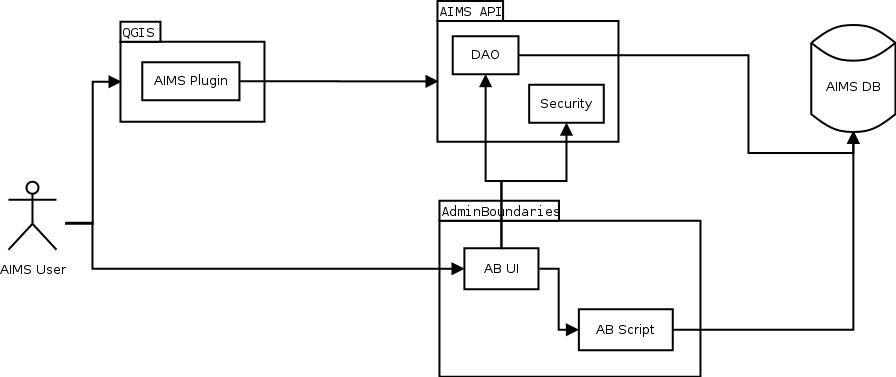 AIMS API
QGIS
DAO
AIMS Plugin
AIMS DB
Security
AdminBoundaries
AIMS User
AB UI
AB Script